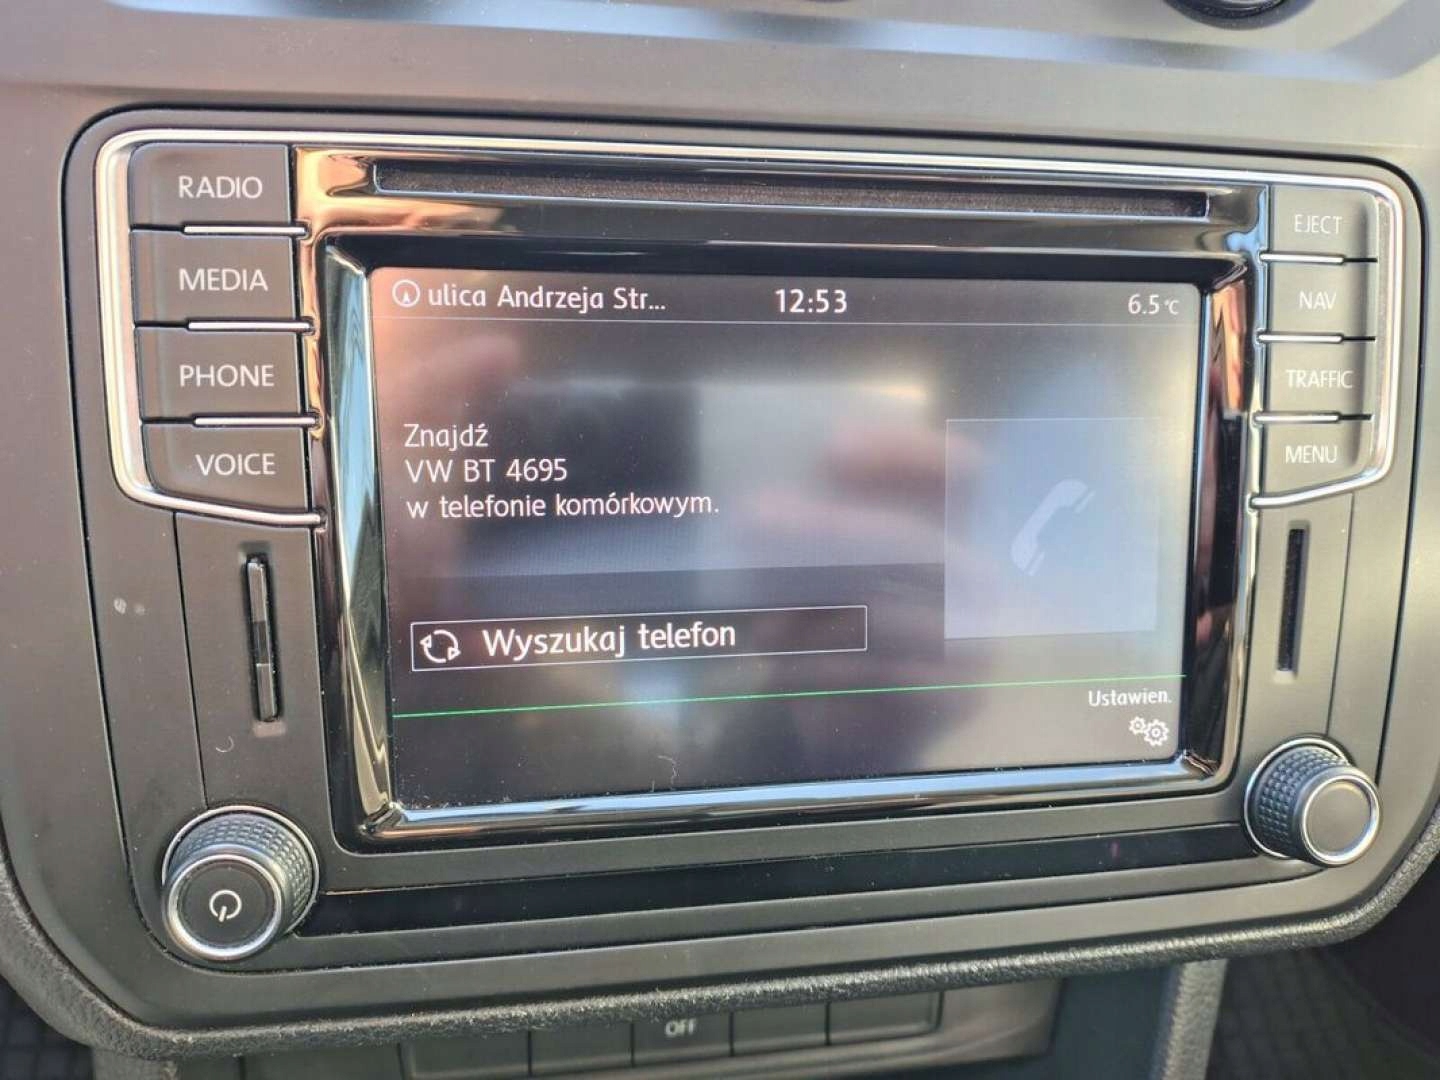 RADIO
MEDIA
PHONE
VOICE
ulica Andrzeja Str...
12:53
6.5 °C
Znajdź
VW BT 4695
w telefonie komórkowym.
Wyszukaj telefon
Ustawien.
EJECT
NAV
TRAFFIC
MENU
OFF